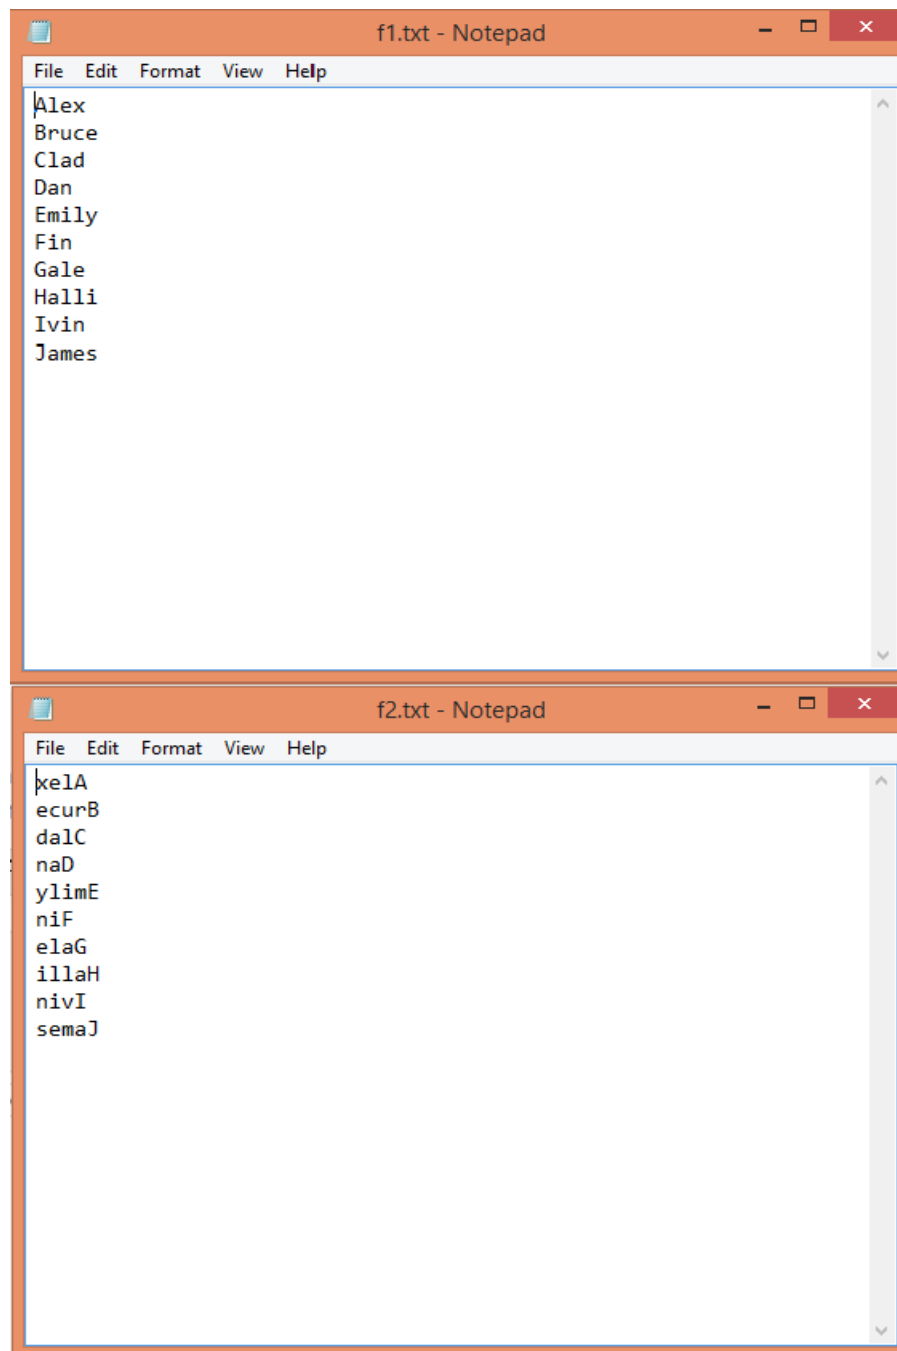 f1.txt - Notepad
File Edit Format View Help
Alex
Bruce
Clad
Dan
Emily
Fin
Gale
Halli
Ivin
James
f2.txt - Notepad
File Edit Format View Help
xelA
ecurB
dalC
naD
ylimE
niF
elaG
illaH
nivI
semaJ